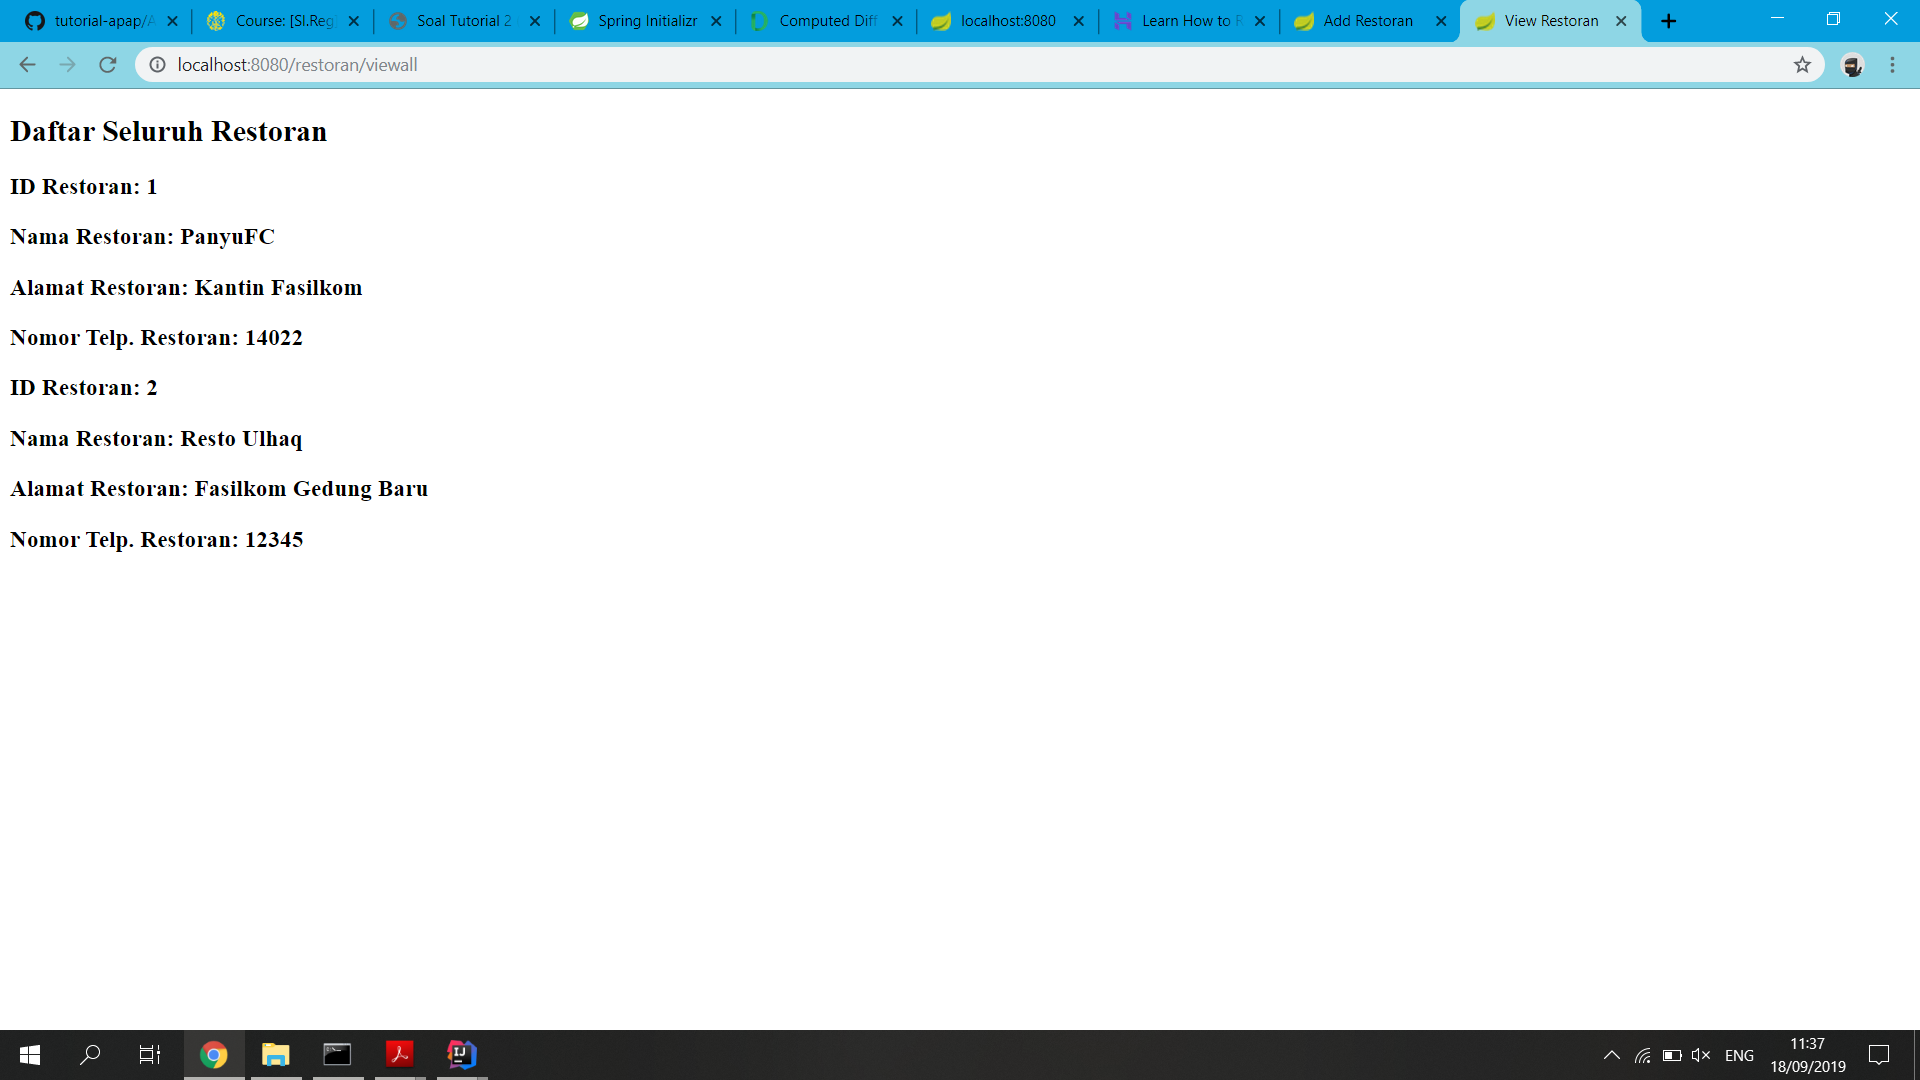 tutorial-apap/A
Course: [SI.Reg]
Soal Tutorial 2
Spring Initializr
Computed Diff
localhost:8080
Learn How to R
Add Restoran
View Restoran
localhost:8080/restoran/viewall
Daftar Seluruh Restoran
ID Restoran: 1
Nama Restoran: PanyuFC
Alamat Restoran: Kantin Fasilkom
Nomor Telp. Restoran: 14022
ID Restoran: 2
Nama Restoran: Resto Ulhaq
Alamat Restoran: Fasilkom Gedung Baru
Nomor Telp. Restoran: 12345
ENG
11:37
18/09/2019